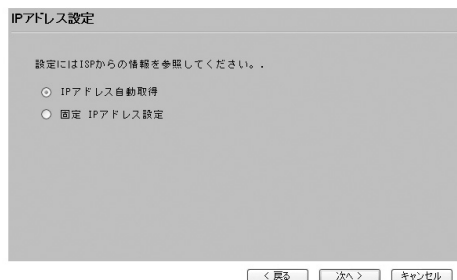 IPアドレス設定
設定にはISPからの情報を参照してください。.
IPアドレス自動取得
固定 IPアドレス設定
< 戻る 次へ > キャンセル